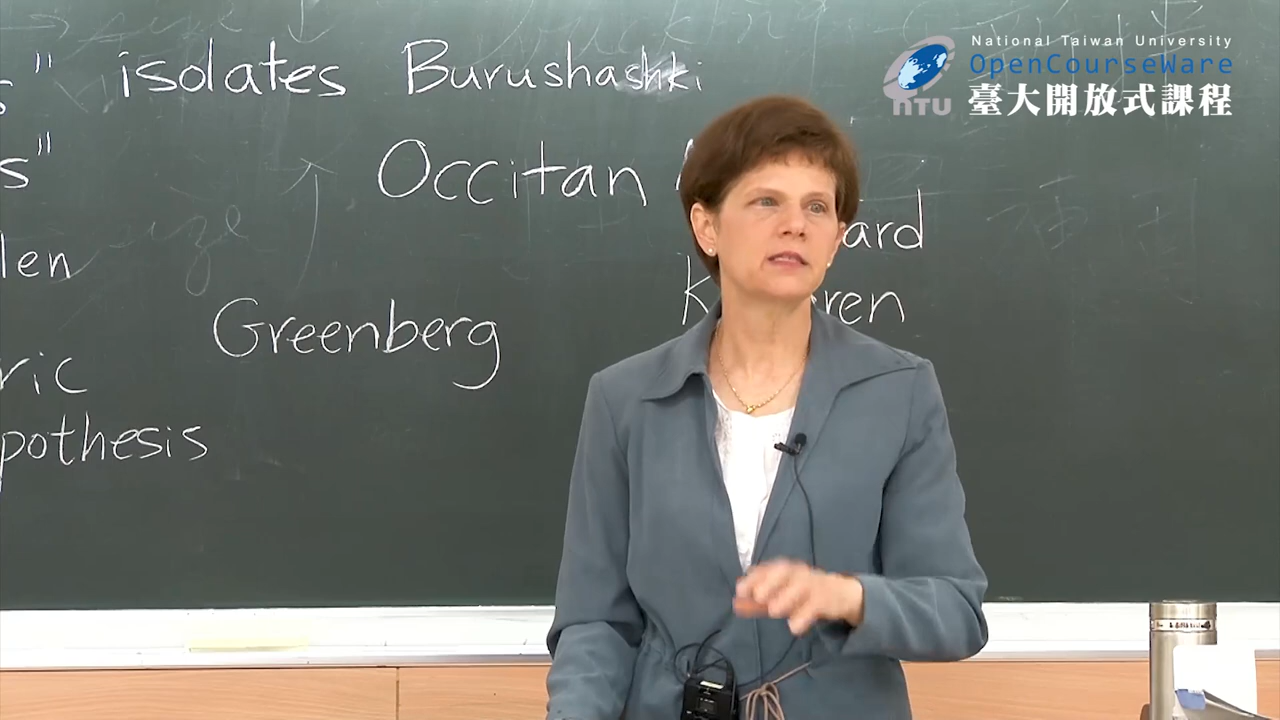 National Taiwan University
OpenCourseWare
臺大開放式課程
NTU
s" isolates Burushashki
s" Occitan
ard
len
K ren
Greenberg
ric
pothesis